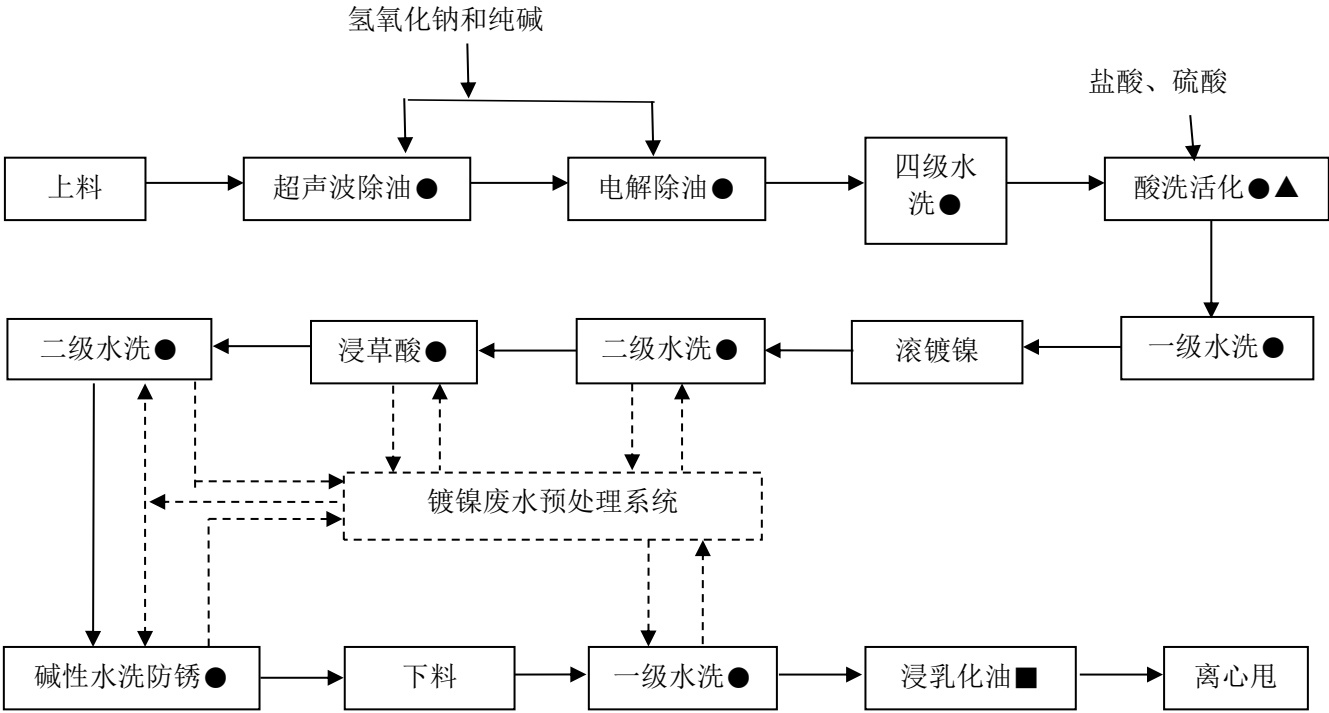 氢氧化钠和纯碱
盐酸、硫酸
上料
超声波除油●
电解除油●
四级水
洗●
酸洗活化●▲
二级水洗●
浸草酸●
二级水洗●
滚镀镍
一级水洗●
镀镍废水预处理系统
碱性水洗防锈●
下料
一级水洗●
浸乳化油■
离心甩